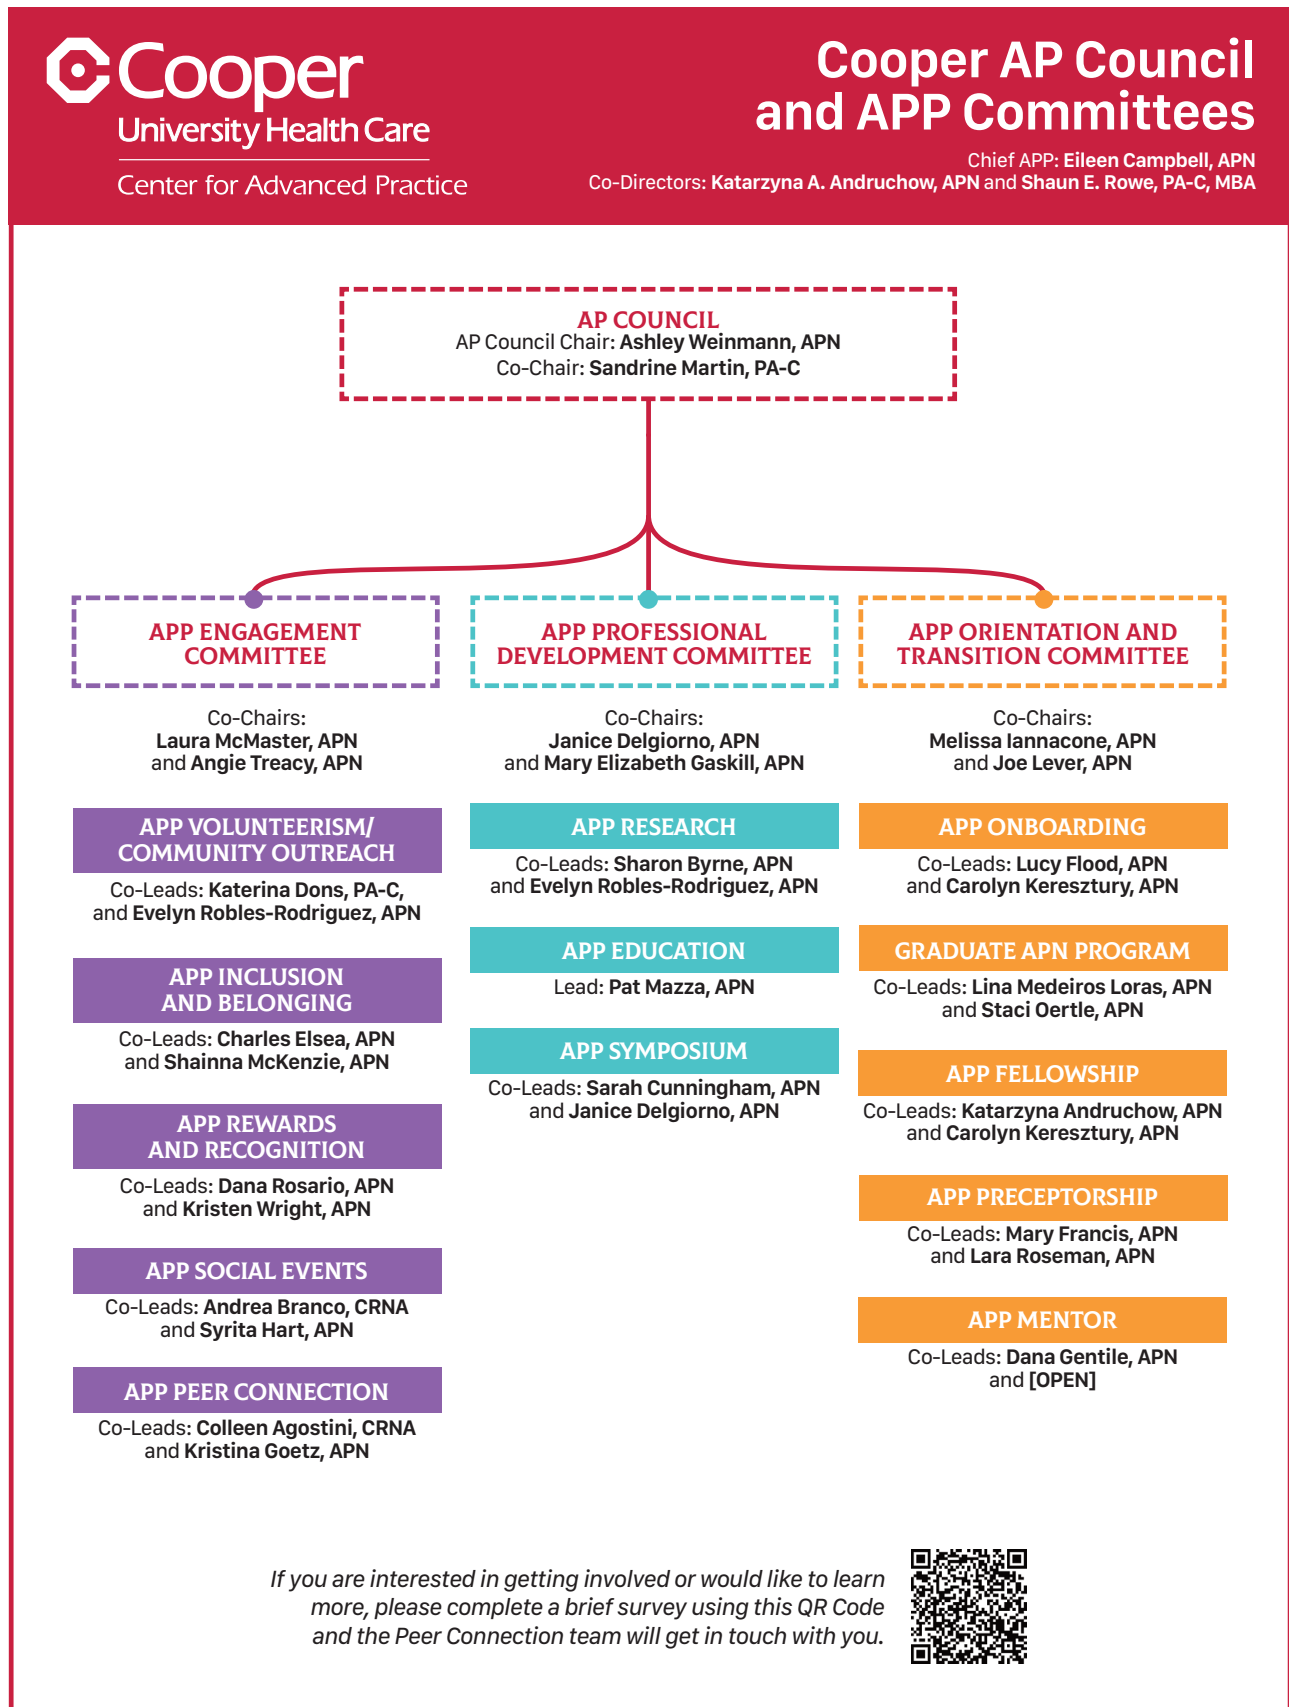 Cooper
University Health Care
Center for Advanced Practice
Cooper AP Council
and APP Committees
Chief APP: Eileen Campbell, APN
Co-Directors: Katarzyna A. Andruchow, APN and Shaun E. Rowe, PA-C, MBA
AP COUNCIL
AP Council Chair: Ashley Weinmann, APN
Co-Chair: Sandrine Martin, PA-C
APP ENGAGEMENT
COMMITTEE
Co-Chairs:
Laura McMaster, APN
and Angie Treacy, APN
APP VOLUNTEERISM/
COMMUNITY OUTREACH
Co-Leads: Katerina Dons, PA-C,
and Evelyn Robles-Rodriguez, APN
APP INCLUSION
AND BELONGING
Co-Leads: Charles Elsea, APN
and Shainna McKenzie, APN
APP REWARDS
AND RECOGNITION
Co-Leads: Dana Rosario, APN
and Kristen Wright, APN
APP SOCIAL EVENTS
Co-Leads: Andrea Branco, CRNA
and Syrita Hart, APN
APP PEER CONNECTION
Co-Leads: Colleen Agostini, CRNA
and Kristina Goetz, APN
APP PROFESSIONAL
DEVELOPMENT COMMITTEE
Co-Chairs:
Janice Delgiorno, APN
and Mary Elizabeth Gaskill, APN
APP RESEARCH
Co-Leads: Sharon Byrne, APN
and Evelyn Robles-Rodriguez, APN
APP EDUCATION
Lead: Pat Mazza, APN
APP SYMPOSIUM
Co-Leads: Sarah Cunningham, APN
and Janice Delgiorno, APN
APP ORIENTATION AND
TRANSITION COMMITTEE
Co-Chairs:
Melissa Iannacone, APN
and Joe Lever, APN
APP ONBOARDING
Co-Leads: Lucy Flood, APN
and Carolyn Keresztury, APN
GRADUATE APN PROGRAM
Co-Leads: Lina Medeiros Loras, APN
and Staci Oertle, APN
APP FELLOWSHIP
Co-Leads: Katarzyna Andruchow, APN
and Carolyn Keresztury, APN
APP PRECEPTORSHIP
Co-Leads: Mary Francis, APN
and Lara Roseman, APN
APP MENTOR
Co-Leads: Dana Gentile, APN
and [OPEN]
If you are interested in getting involved or would like to learn
more, please complete a brief survey using this QR Code
and the Peer Connection team will get in touch with you.